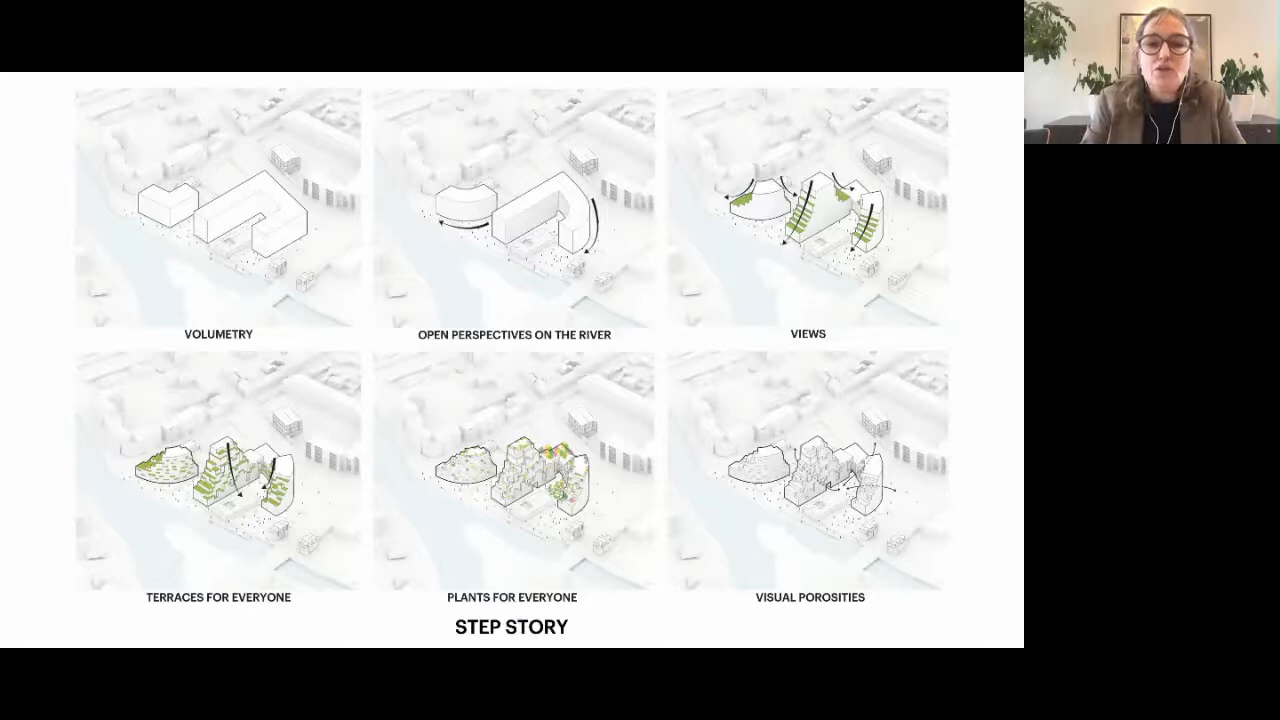 VOLUMETRY
OPEN PERSPECTIVES ON THE RIVER
VIEWS
TERRACES FOR EVERYONE
PLANTS FOR EVERYONE
VISUAL POROSITIES
STEP STORY